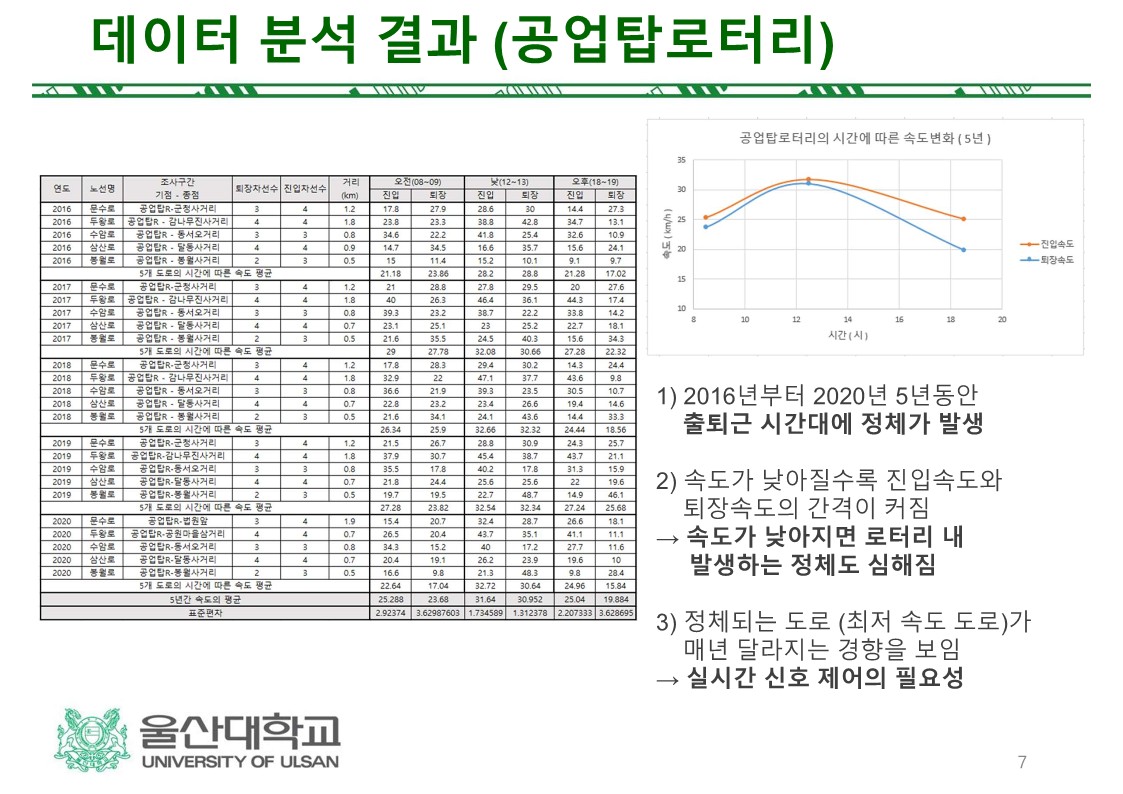 데이터 분석 결과 (공업탑로터리)
연도 노선명 조사구간 기점 - 종점 퇴장자선수 진입자선수 거리 (km) 오전(08~09) 낮(12~13) 오후(18~19)
진입 퇴장 진입 퇴장 진입 퇴장
2016 문수로 공업탑R-군청사거리 3 4 1.2 17.8 27.9 28.6 30 14.4 27.3
2016 두왕로 공업탑R - 감나무진사거리 4 4 1.8 23.8 23.3 38.8 42.8 34.7 13.1
2016 수암로 공업탑R - 동서오거리 3 3 0.8 34.6 22.2 41.8 25.4 32.6 10.9
2016 삼산로 공업탑R - 달동사거리 4 4 0.9 14.7 34.5 16.6 35.7 15.6 24.1
2016 봉월로 공업탑R - 봉월사거리 2 3 0.5 15 11.4 15.2 10.1 9.1 9.7
5개 도로의 시간에 따른 속도 평균 21.18 23.86 28.2 28.8 21.28 17.02
2017 문수로 공업탑R-군청사거리 3 4 1.2 21 28.8 27.8 29.5 20 27.6
2017 두왕로 공업탑R - 감나무진사거리 4 4 1.8 40 26.3 46.4 36.1 44.3 17.4
2017 수암로 공업탑R - 동서오거리 3 3 0.8 39.3 23.2 38.7 22.2 33.8 14.2
2017 삼산로 공업탑R - 달동사거리 4 4 0.7 23.1 25.1 23 25.2 22.7 18.1
2017 봉월로 공업탑R - 봉월사거리 2 3 0.5 21.6 35.5 24.5 40.3 15.6 34.3
5개 도로의 시간에 따른 속도 평균 29 27.78 32.08 30.66 27.28 22.32
2018 문수로 공업탑R-군청사거리 3 4 1.2 17.8 28.3 29.4 30.2 14.3 24.4
2018 두왕로 공업탑R - 감나무진사거리 4 4 1.8 32.9 22 47.1 37.7 43.6 9.8
2018 수암로 공업탑R - 동서오거리 3 3 0.8 36.6 21.9 39.3 23.5 30.5 10.7
2018 삼산로 공업탑R - 달동사거리 4 4 0.7 22.8 23.2 23.4 26.6 19.4 14.6
2018 봉월로 공업탑R - 봉월사거리 2 3 0.5 21.6 34.1 24.1 43.6 14.4 33.3
5개 도로의 시간에 따른 속도 평균 26.34 25.9 32.66 32.32 24.44 18.56
2019 문수로 공업탑R-군청사거리 3 4 1.2 21.5 26.7 28.8 30.9 24.3 25.7
2019 두왕로 공업탑R-감나무진사거리 4 4 1.8 37.9 30.7 45.4 38.7 43.7 21.1
2019 수암로 공업탑R-동서오거리 3 3 0.8 35.5 17.8 40.2 17.8 31.3 15.9
2019 삼산로 공업탑R-달동사거리 4 4 0.7 21.8 24.4 25.6 25.6 22 19.6
2019 봉월로 공업탑R-봉월사거리 2 3 0.5 19.7 19.5 22.7 48.7 14.9 46.1
5개 도로의 시간에 따른 속도 평균 27.28 23.82 32.54 32.34 27.24 25.68
2020 문수로 공업탑R-법원앞 3 4 1.9 15.4 20.7 32.4 28.7 26.6 18.1
2020 두왕로 공업탑R-공원마을삼거리 4 4 0.7 26.5 20.4 43.7 35.1 41.1 11.1
2020 수암로 공업탑R-동서오거리 3 3 0.8 34.3 15.2 40 17.2 27.7 11.6
2020 삼산로 공업탑R-달동사거리 4 4 0.7 20.4 19.1 26.2 23.9 19.6 10
2020 봉월로 공업탑R-봉월사거리 2 3 0.5 16.6 9.8 21.3 48.3 9.8 28.4
5개 도로의 시간에 따른 속도 평균 22.64 17.04 32.72 30.64 24.96 15.84
5년간 속도의 평균 25.288 23.68 31.64 30.952 25.04 19.884
표준편차 2.92374 3.62987603 1.734589 1.312378 2.207333 3.628695
공업탑로터리의 시간에 따른 속도변화 ( 5년 )
속도 ( km/h )
35
30
25
20
15
10
8 10 12 14 16 18 20
시간 ( 시 )
진입속도
퇴장속도
1) 2016년부터 2020년 5년동안
출퇴근 시간대에 정체가 발생
2) 속도가 낮아질수록 진입속도와
퇴장속도의 간격이 커짐
→ 속도가 낮아지면 로터리 내
발생하는 정체도 심해짐
3) 정체되는 도로 (최저 속도 도로)가
매년 달라지는 경향을 보임
→ 실시간 신호 제어의 필요성
울산대학교
UNIVERSITY OF ULSAN
7